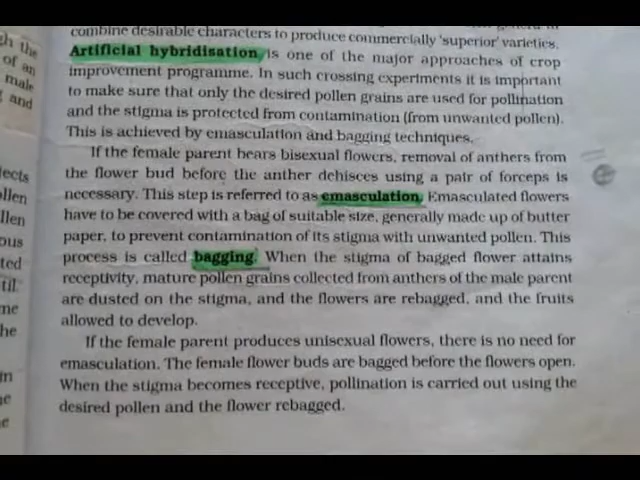 combine desirable characters to produce commercially 'superior' varieties.
Artificial hybridisation is one of the major approaches of crop
improvement programme. In such crossing experiments it is important
to make sure that only the desired pollen grains are used for pollination
and the stigma is protected from contamination (from unwanted pollen).
This is achieved by emasculation and bagging techniques.
If the female parent bears bisexual flowers, removal of anthers from
the flower bud before the anther dehisces using a pair of forceps is
necessary. This step is referred to as emasculation. Emasculated flowers
have to be covered with a bag of suitable size, generally made up of butter
paper, to prevent contamination of its stigma with unwanted pollen. This
process is called bagging. When the stigma of bagged flower attains
receptivity, mature pollen grains collected from anthers of the male parent
are dusted on the stigma, and the flowers are rebagged, and the fruits
allowed to develop.
If the female parent produces unisexual flowers, there is no need for
emasculation. The female flower buds are bagged before the flowers open.
When the stigma becomes receptive, pollination is carried out using the
desired pollen and the flower rebagged.